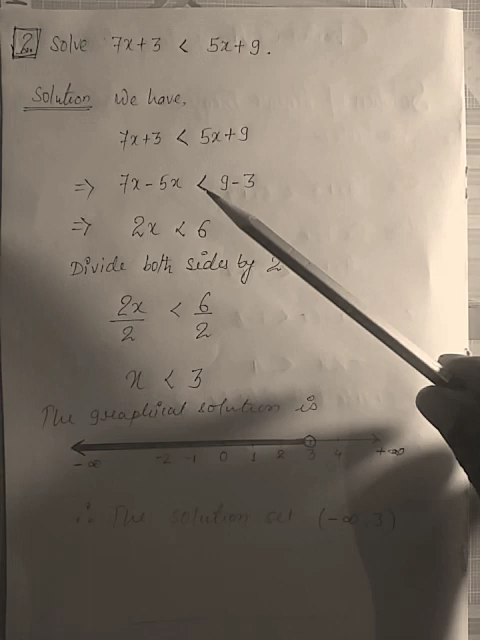 2. Solve 7x+3 < 5x+9.
Solution We have,
7x+3 < 5x+9
=> 7x-5x < 9-3
=> 2x < 6
Divide both sides by 2
2x/2 < 6/2
x < 3
The graphical solution is
-∞ -2 -1 0 1 2 3 4 +∞
∴ The solution set (-∞, 3)